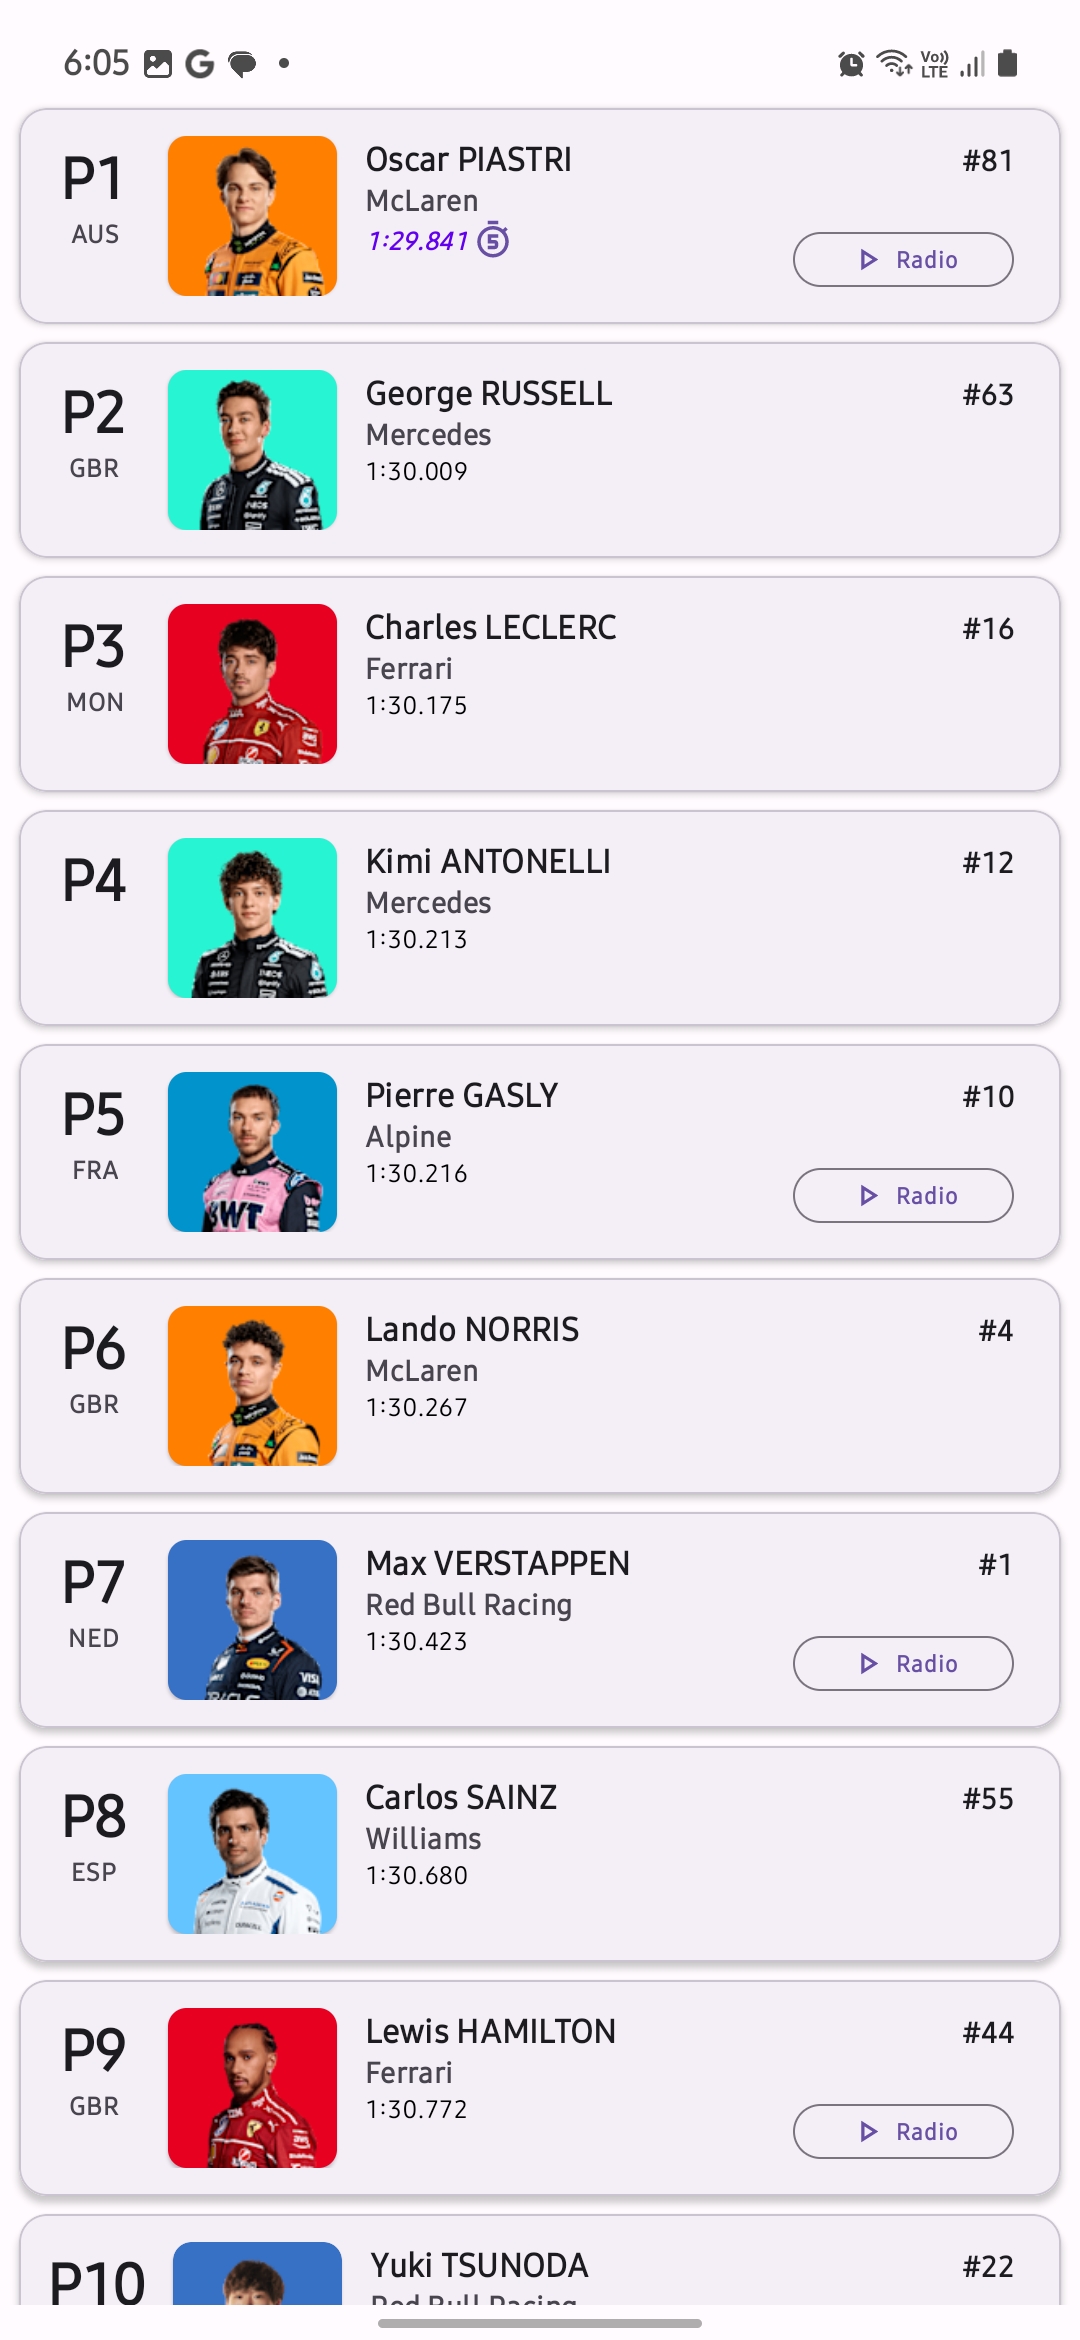 6:05
Vo)) LTE
P1
AUS
Oscar PIASTRI
McLaren
1:29.841
5
#81
Radio
P2
GBR
George RUSSELL
Mercedes
1:30.009
#63
P3
MON
Charles LECLERC
Ferrari
1:30.175
#16
P4
Kimi ANTONELLI
Mercedes
1:30.213
#12
P5
FRA
Pierre GASLY
Alpine
1:30.216
#10
Radio
P6
GBR
Lando NORRIS
McLaren
1:30.267
#4
P7
NED
Max VERSTAPPEN
Red Bull Racing
1:30.423
#1
Radio
P8
ESP
Carlos SAINZ
Williams
1:30.680
#55
P9
GBR
Lewis HAMILTON
Ferrari
1:30.772
#44
Radio
P10
Yuki TSUNODA
Red Bull Racing
#22